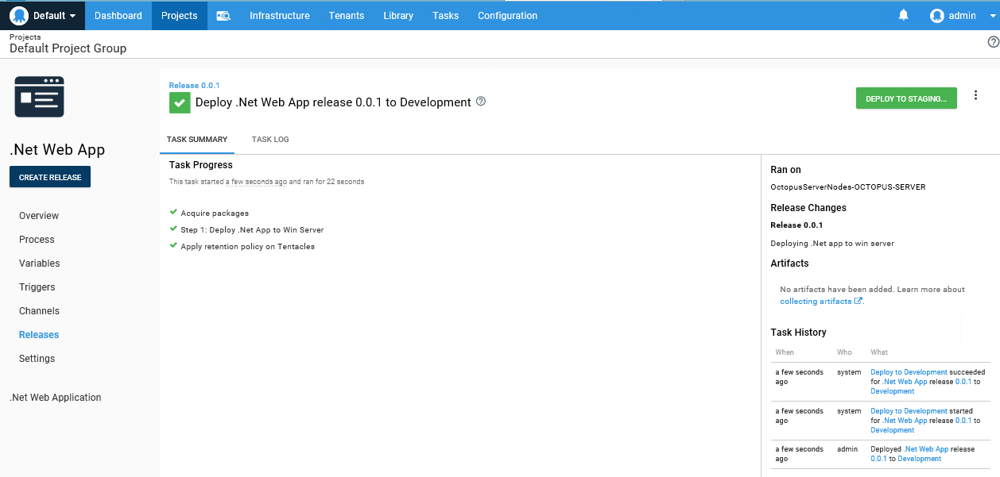 Default Dashboard Projects Infrastructure Tenants Library Tasks Configuration admin
Projects
Default Project Group
.Net Web App
CREATE RELEASE
Overview
Process
Variables
Triggers
Channels
Releases
Settings
.Net Web Application
Release 0.0.1
Deploy .Net Web App release 0.0.1 to Development
DEPLOY TO STAGING...
TASK SUMMARY TASK LOG
Task Progress
This task started a few seconds ago and ran for 22 seconds
Acquire packages
Step 1: Deploy .Net App to Win Server
Apply retention policy on Tentacles
Ran on
OctopusServerNodes-OCTOPUS-SERVER
Release Changes
Release 0.0.1
Deploying .Net app to win server
Artifacts
No artifacts have been added. Learn more about
collecting artifacts.
Task History
When Who What
a few seconds system Deploy to Development succeeded
ago for .Net Web App release 0.0.1 to
Development
a few seconds system Deploy to Development started
ago for .Net Web App release 0.0.1 to
Development
a few seconds admin Deployed .Net Web App release
ago 0.0.1 to Development